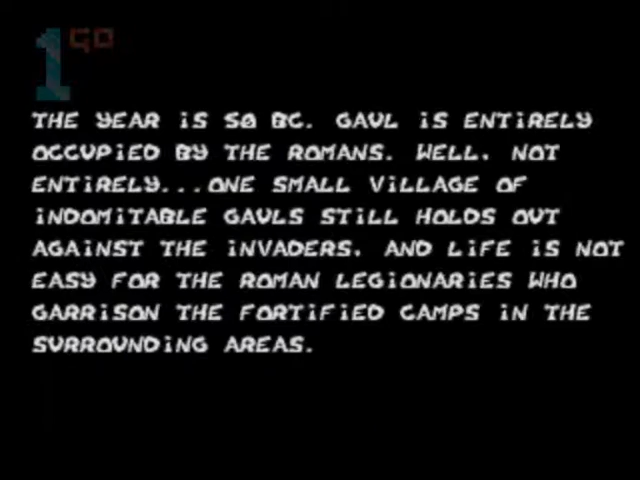 1GO
THE YEAR IS 50 BC. GAUL IS ENTIRELY
OCCUPIED BY THE ROMANS. WELL, NOT
ENTIRELY...ONE SMALL VILLAGE OF
INDOMITABLE GAULS STILL HOLDS OUT
AGAINST THE INVADERS. AND LIFE IS NOT
EASY FOR THE ROMAN LEGIONARIES WHO
GARRISON THE FORTIFIED CAMPS IN THE
SURROUNDING AREAS.